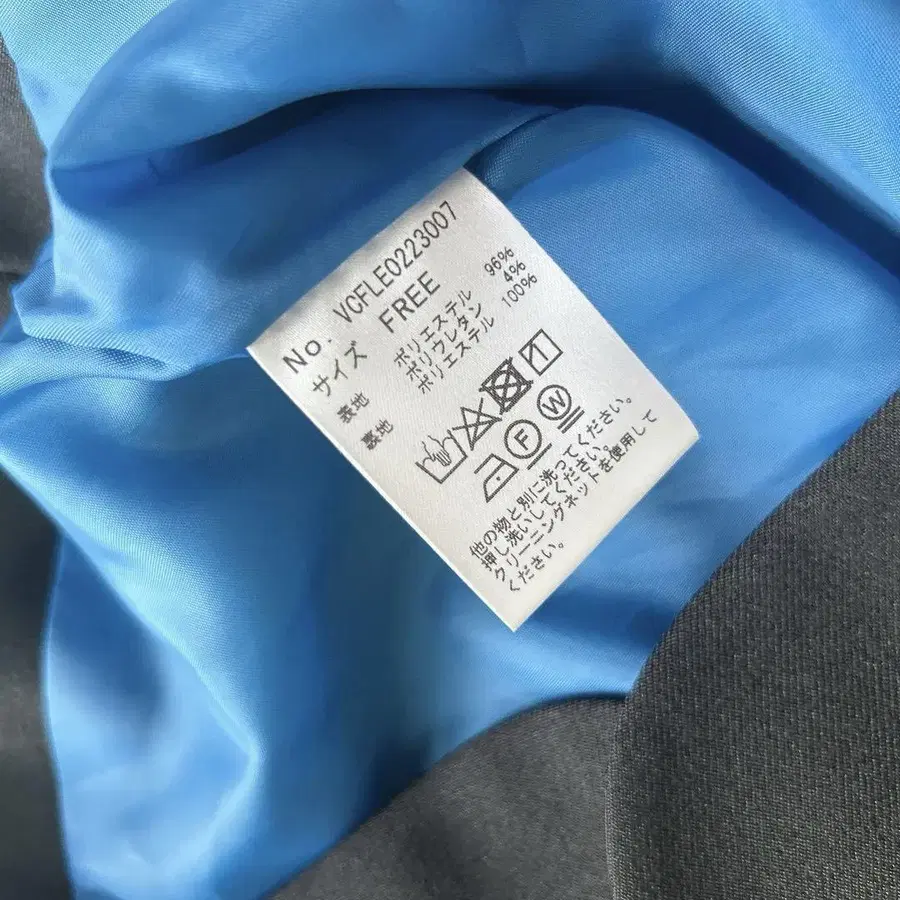 No. VCFLE0223007
サイズ FREE
表地 ポリエステル 96%
ポリウレタン 4%
裏地 ポリエステル 100%
F W
他の物と別に洗ってください。
押し洗いしてください。
クリーニングネットを使用して
ください。